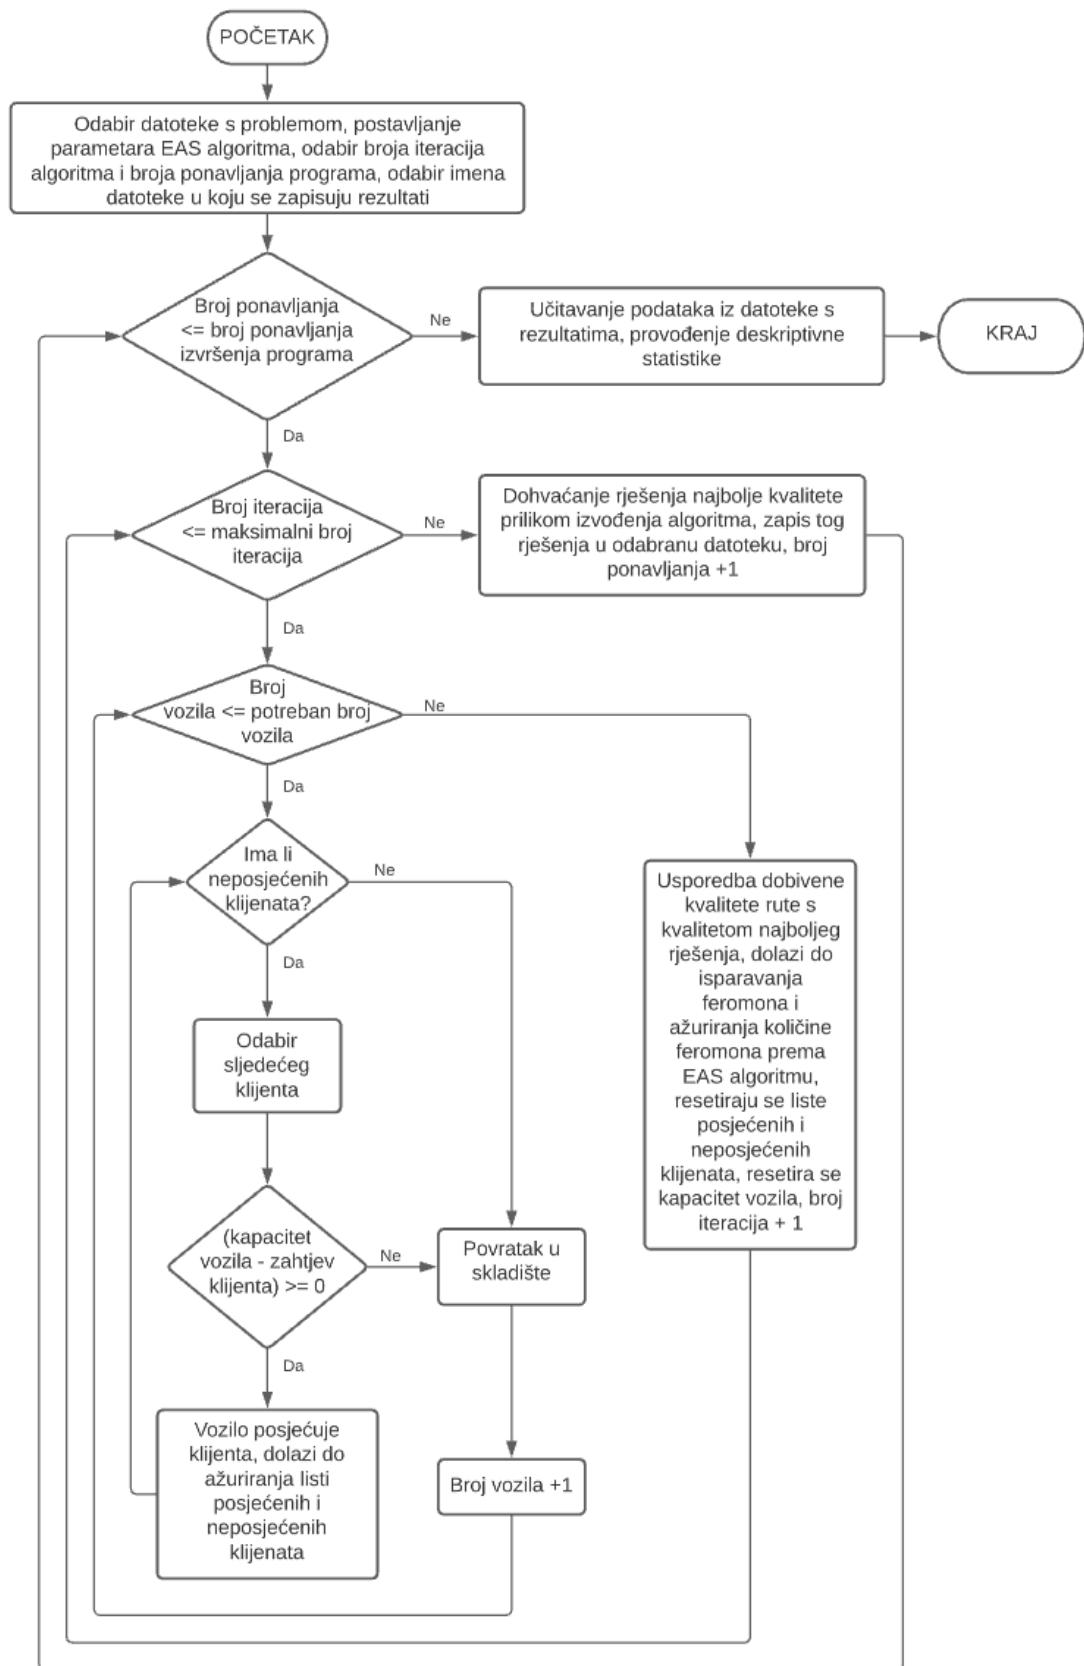 POČETAK
Odabir datoteke s problemom, postavljanje
parametara EAS algoritma, odabir broja iteracija
algoritma i broja ponavljanja programa, odabir imena
datoteke u koju se zapisuju rezultati
Broj ponavljanja
<= broj ponavljanja
izvršenja programa
Ne
Učitavanje podataka iz datoteke s
rezultatima, provođenje deskriptivne
statistike
KRAJ
Da
Broj iteracija
<= maksimalni broj
iteracija
Ne
Dohvaćanje rješenja najbolje kvalitete
prilikom izvođenja algoritma, zapis tog
rješenja u odabranu datoteku, broj
ponavljanja +1
Da
Broj
vozila <= potreban broj
vozila
Ne
Da
Ima li
neposjećenih
klijenata?
Ne
Usporedba dobivene
kvalitete rute s
kvalitetom najboljeg
rješenja, dolazi do
isparavanja
feromona i
ažuriranja količine
feromona prema
EAS algoritmu,
resetiraju se liste
posjećenih i
neposjećenih
klijenata, resetira se
kapacitet vozila, broj
iteracija + 1
Da
Odabir
sljedećeg
klijenta
(kapacitet
vozila - zahtjev
klijenta) >= 0
Ne
Povratak u
skladište
Da
Vozilo posjećuje
klijenta, dolazi do
ažuriranja listi
posjećenih i
neposjećenih
klijenata
Broj vozila +1